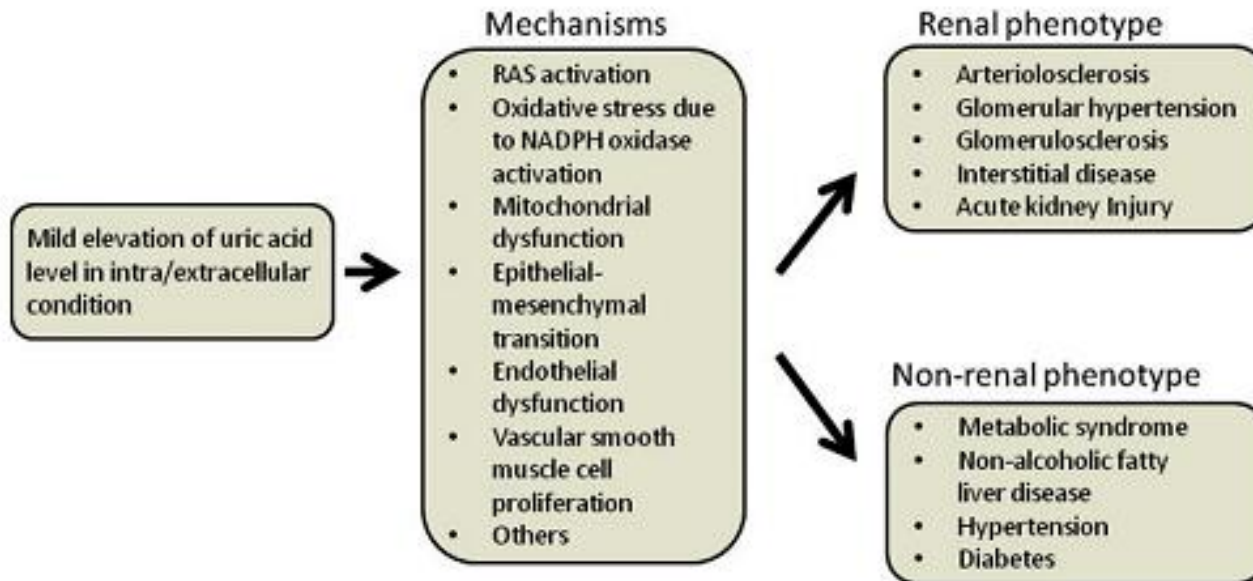 Mild elevation of uric acid
level in intra/extracellular
condition
Mechanisms
• RAS activation
• Oxidative stress due
to NADPH oxidase
activation
• Mitochondrial
dysfunction
• Epithelial-
mesenchymal
transition
• Endothelial
dysfunction
• Vascular smooth
muscle cell
proliferation
• Others
Renal phenotype
• Arteriolosclerosis
• Glomerular hypertension
• Glomerulosclerosis
• Interstitial disease
• Acute kidney Injury
Non-renal phenotype
• Metabolic syndrome
• Non-alcoholic fatty
liver disease
• Hypertension
• Diabetes